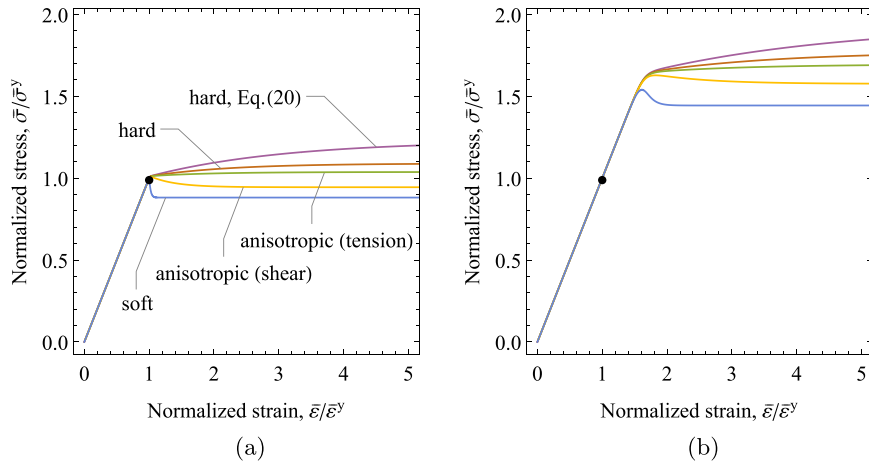 2.0
1.5
1.0
0.5
0.0
0 1 2 3 4 5
Normalized stress, σ̄/σ̄ʸ
Normalized strain, ε̄/ε̄ʸ
hard, Eq.(20)
hard
anisotropic (tension)
anisotropic (shear)
soft
(a)
2.0
1.5
1.0
0.5
0.0
0 1 2 3 4 5
Normalized stress, σ̄/σ̄ʸ
Normalized strain, ε̄/ε̄ʸ
(b)